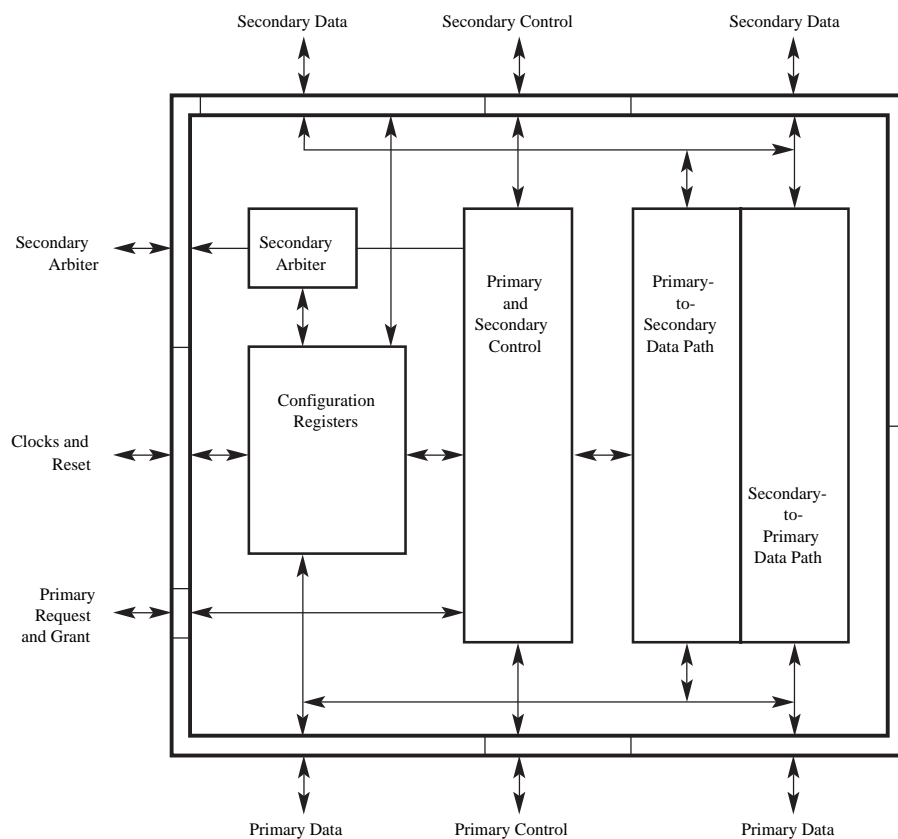 Secondary Data
Secondary Control
Secondary Data
Secondary
Arbiter
Secondary
Arbiter
Primary
and
Secondary
Control
Primary-
to-
Secondary
Data Path
Configuration
Registers
Clocks and
Reset
Secondary-
to-
Primary
Data Path
Primary
Request
and Grant
Primary Data
Primary Control
Primary Data